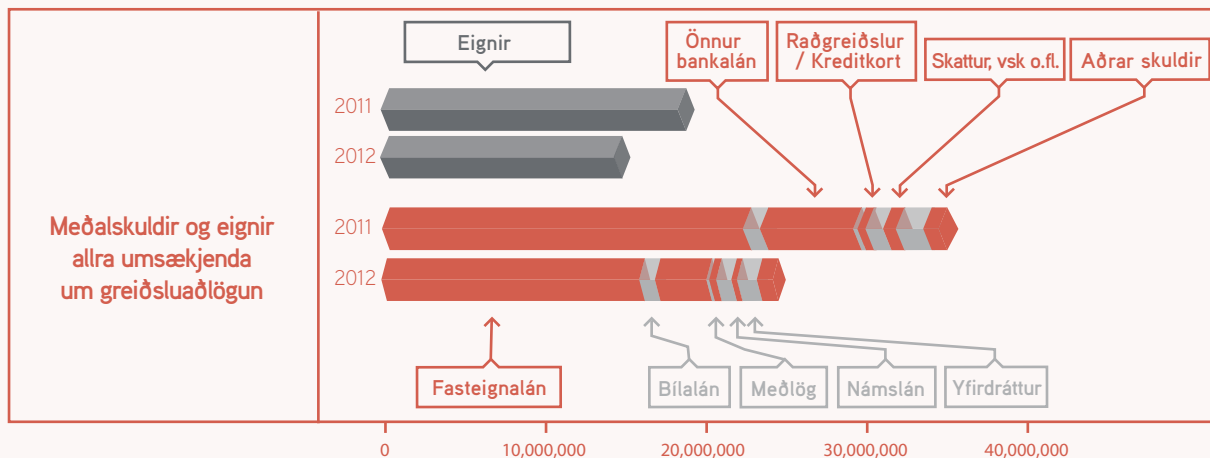 Meðalskuldir og eignir
allra umsækjenda
um greiðsluaðlögun
Eignir
Önnur
bankalán
Raðgreiðslur
/ Kreditkort
Skattur, vsk o.fl.
Aðrar skuldir
2011
2012
2011
2012
Fasteignalán
Bílalán
Meðlög
Námslán
Yfirdráttur
0
10,000,000
20,000,000
30,000,000
40,000,000